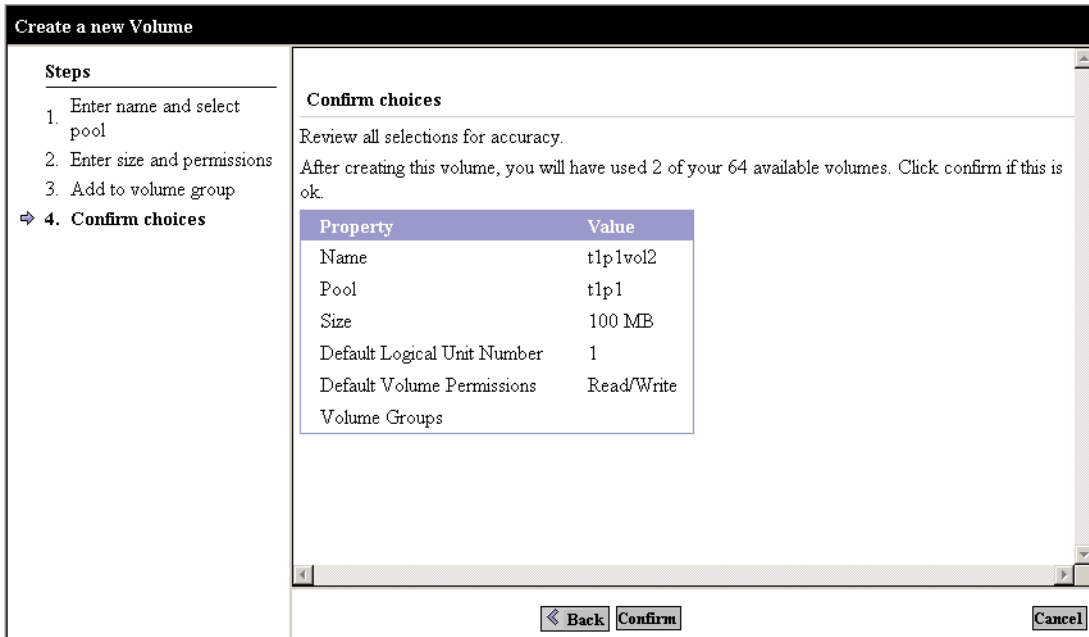 Create a new Volume
Steps
1. Enter name and select
pool
2. Enter size and permissions
3. Add to volume group
4. Confirm choices
Confirm choices
Review all selections for accuracy.
After creating this volume, you will have used 2 of your 64 available volumes. Click confirm if this is
ok.
Property Value
Name t1p1vol2
Pool t1p1
Size 100 MB
Default Logical Unit Number 1
Default Volume Permissions Read/Write
Volume Groups
Back Confirm Cancel